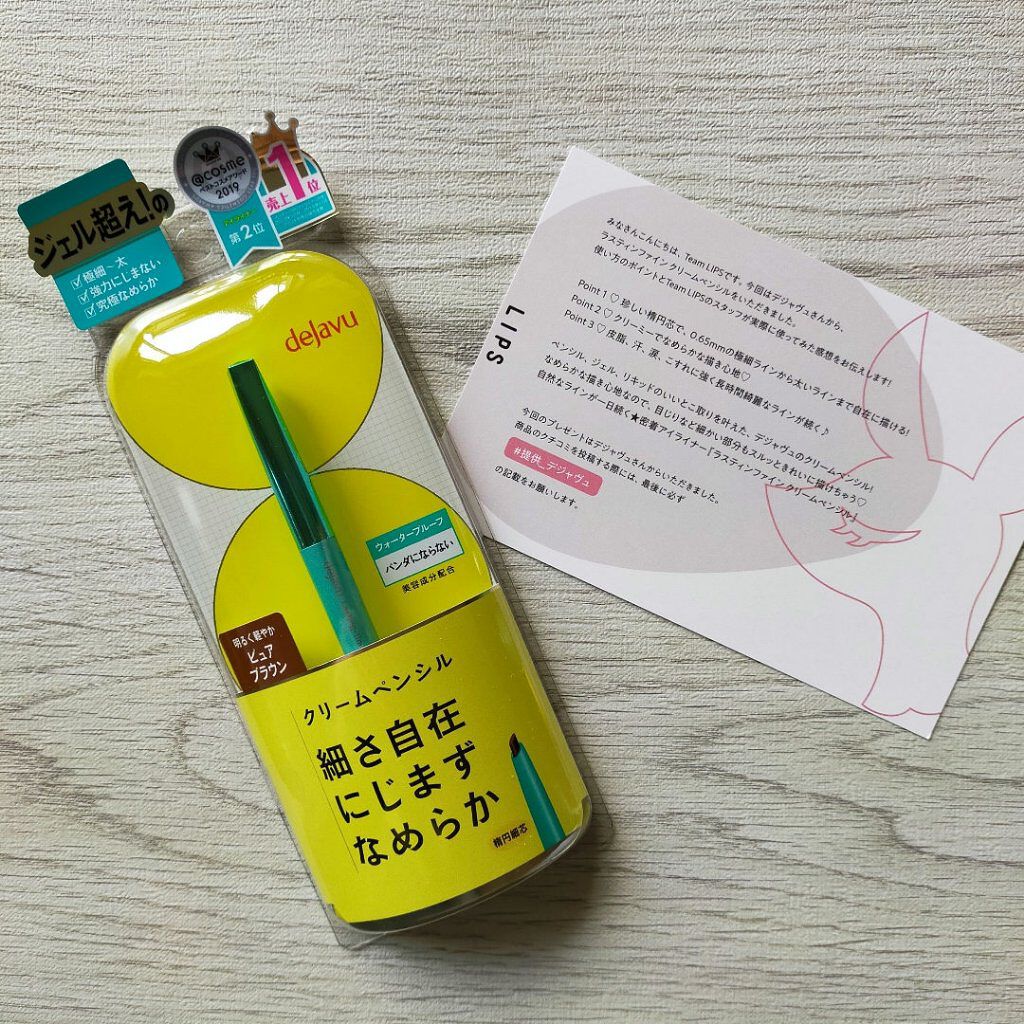 ジェル超え!の
極細~太
強力にじまない
究極なめらか
@cosme
ベストコスメアワード
2019
アイライナー
第2位
売上1位
dejavu
ウォータープルーフ
パンダにならない
美容成分配合
明るく軽やか
ピュア
ブラウン
クリームペンシル
細さ自在
にじまず
なめらか
楕円細芯
LIPS
みなさんこんにちは、Team LIPSです。今回はデジャヴュさんから、
ラスティンファインクリームペンシルをいただきました。
使い方のポイントとTeam LIPSのスタッフが実際に使ってみた感想をお伝えします!
Point 1 ♡ 珍しい楕円芯で、0.65mmの極細ラインから太いラインまで自在に描ける!
Point 2 ♡ クリーミーでなめらかな描き心地♡
Point 3 ♡ 皮脂、汗、涙、こすれに強く長時間綺麗なラインが続く♪
ペンシル、ジェル、リキッドのいいとこ取りを叶えた、デジャヴュのクリームペンシル!
なめらかな描き心地なので、目じりなど細かい部分もスルッときれいに描けちゃう♡
自然なラインが一日続く★密着アイライナー『ラスティンファインクリームペンシル』
今回のプレゼントはデジャヴュさんからいただきました。
商品のクチコミを投稿する際には、最後に必ず
#提供_デジャヴュ
の記載をお願いします。